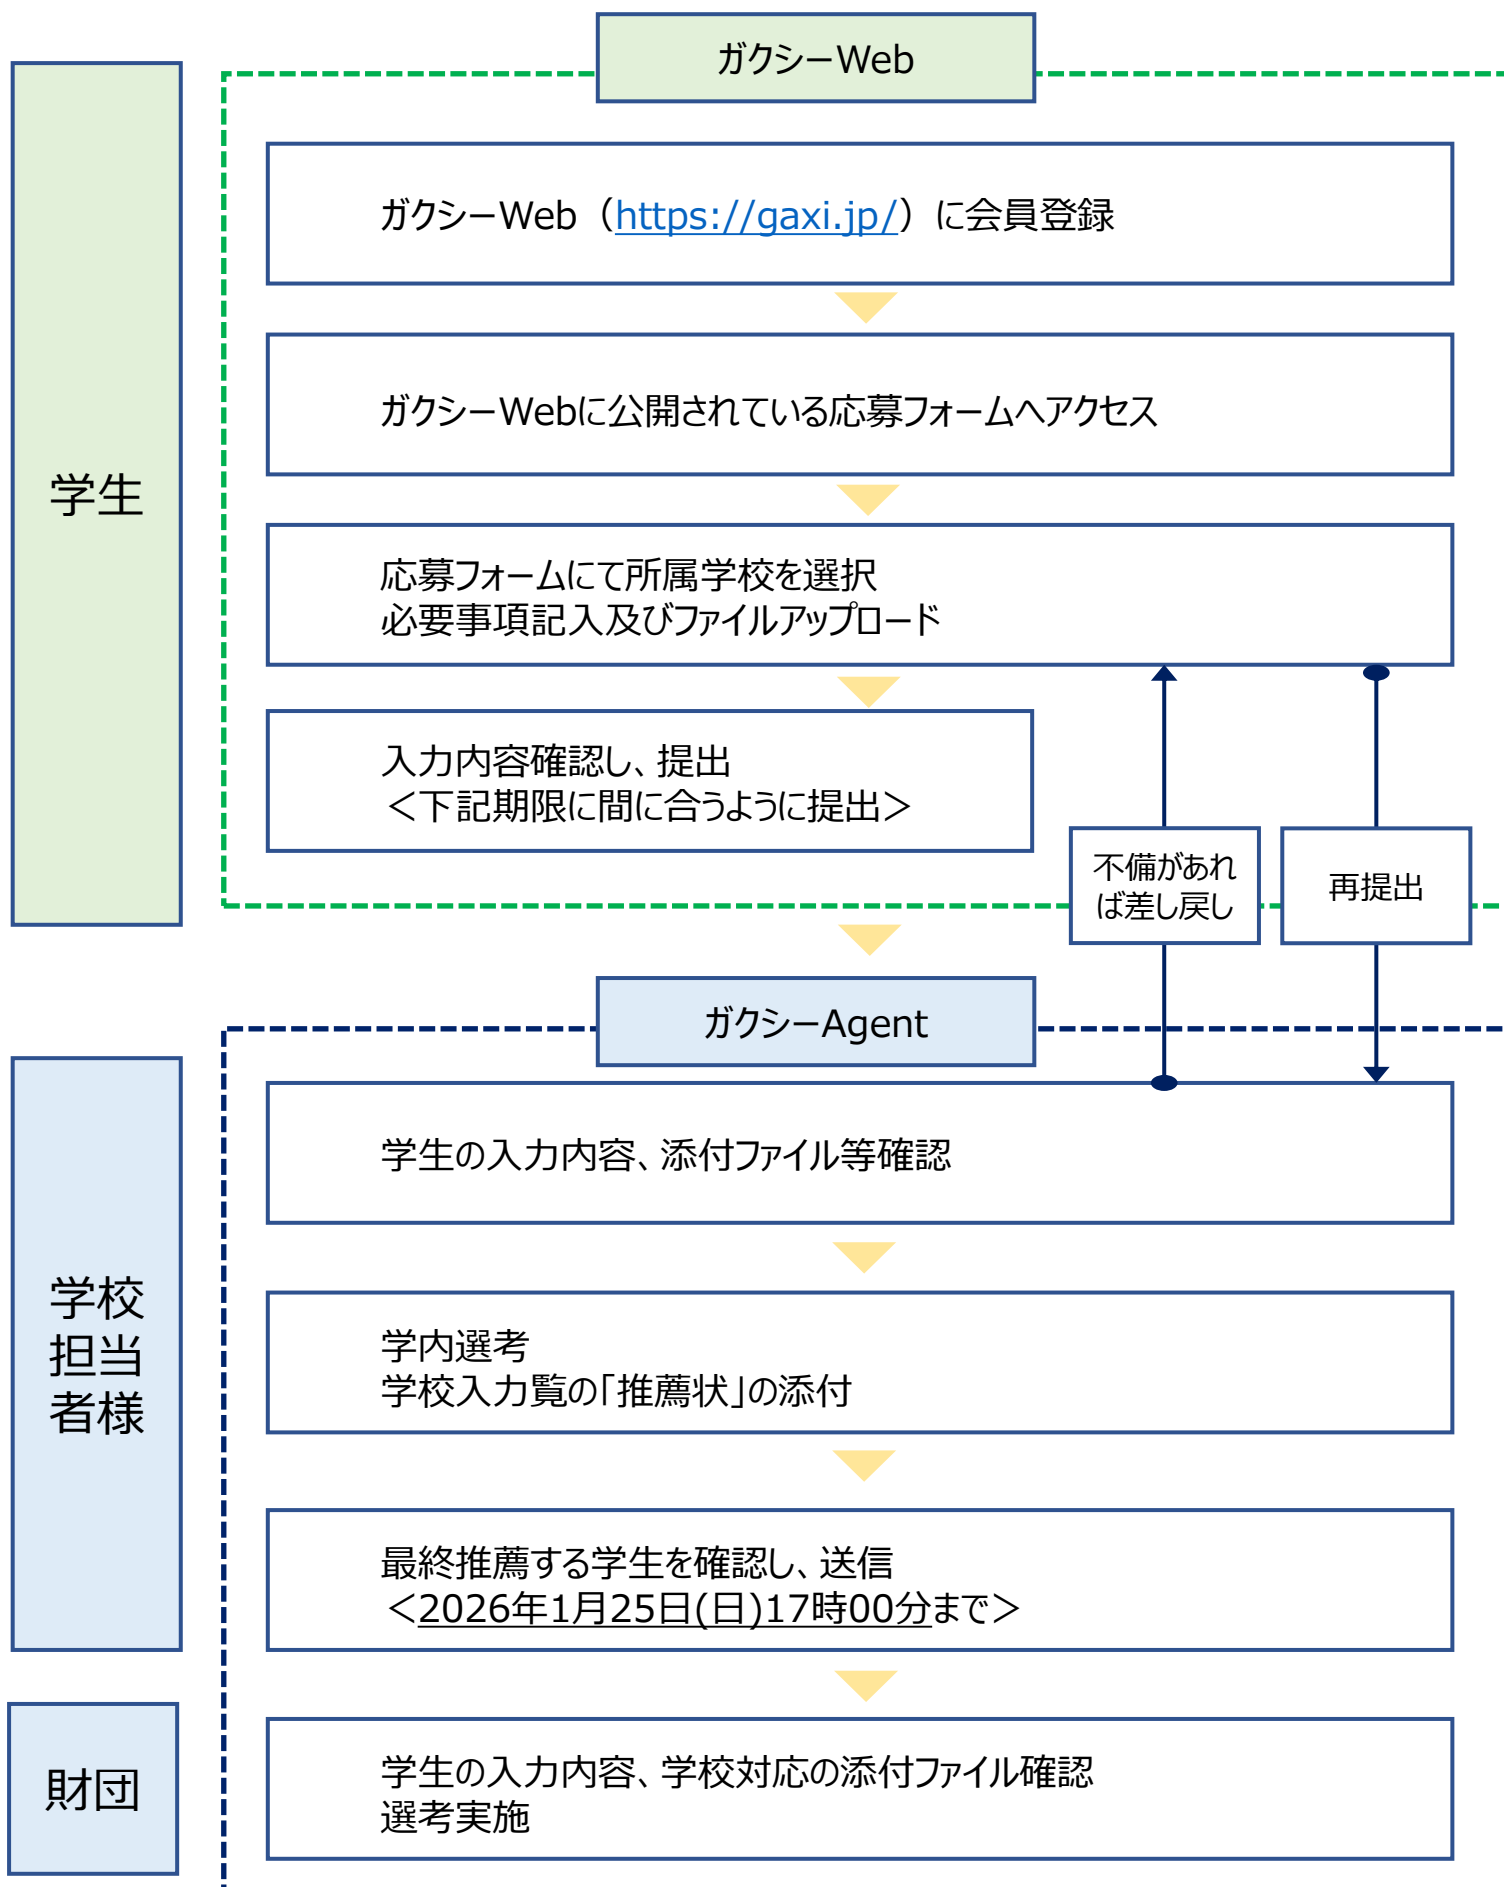 ガクシーWeb
学生
ガクシーWeb（https://gaxi.jp/）に会員登録
ガクシーWebに公開されている応募フォームへアクセス
応募フォームにて所属学校を選択
必要事項記入及びファイルアップロード
入力内容確認し、提出
＜下記期限に間に合うように提出＞
不備があれ
ば差し戻し
再提出
ガクシーAgent
学校
担当
者様
学生の入力内容、添付ファイル等確認
学内選考
学校入力覧の「推薦状」の添付
最終推薦する学生を確認し、送信
＜2026年1月25日(日)17時00分まで＞
財団
学生の入力内容、学校対応の添付ファイル確認
選考実施